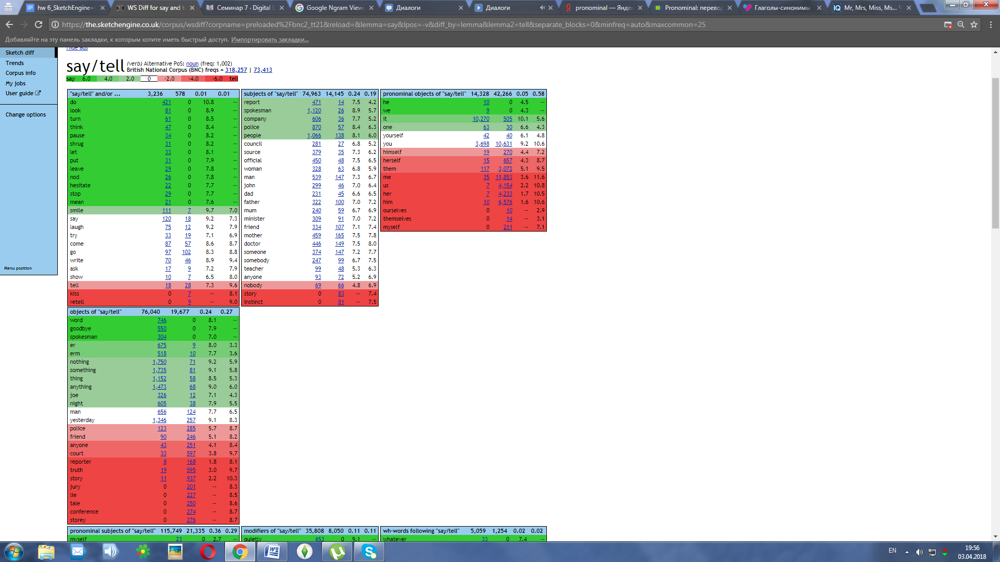 hw 6_SketchEngine+
WS Diff for say and t
Семинар 7 · Digital L
Google Ngram Viewe
Диалоги
Диалоги
pronominal — Янде
Pronominal: перевод
Глаголы-синонимы
Mr, Mrs, Miss, Ms...
https://the.sketchengine.co.uk/corpus/wsdiff?corpname=preloaded%2Fbnc2_tt21&reload=&lemma=say&lpos=-v&diff_by=lemma&lemma2=tell&separate_blocks=0&minfreq=auto&maxcommon=25
Добавляйте на эту панель закладки, к которым хотите иметь быстрый доступ. Импортировать закладки...
Sketch diff
Trends
Corpus info
My jobs
User guide
Change options
Menu position
Hide ads
say/tell (verb) Alternative PoS: noun (freq: 1,002)
British National Corpus (BNC) freqs = 318,257 | 73,413
say 6.0 4.0 2.0 0 -2.0 -4.0 -6.0 tell
"say/tell" and/or ... 3,236 578 0.01 0.01
do 421 0 10.8 --
look 81 0 8.9 --
turn 61 0 8.5 --
think 47 0 8.4 --
pause 34 0 8.2 --
shrug 31 0 8.2 --
let 33 0 8.1 --
put 31 0 7.9 --
leave 29 0 7.8 --
nod 26 0 7.8 --
hesitate 22 0 7.7 --
stop 29 0 7.7 --
mean 21 0 7.6 --
smile 111 7 9.7 7.0
say 120 18 9.2 7.3
laugh 75 12 9.2 7.9
try 33 19 7.1 6.9
come 87 57 8.6 8.7
go 97 102 8.3 8.8
write 70 46 8.9 9.4
ask 17 9 7.2 7.9
show 10 7 6.5 8.0
tell 18 28 7.3 9.6
kiss 0 7 -- 8.1
retell 0 9 -- 9.0
subjects of "say/tell" 74,963 14,145 0.24 0.19
report 471 14 7.5 4.2
spokesman 1,120 26 8.9 5.7
company 606 36 7.7 5.2
police 870 57 8.4 6.3
people 1,066 138 8.1 6.0
council 281 27 6.8 5.2
source 379 35 7.3 6.2
official 450 48 7.5 6.5
woman 328 63 6.8 5.9
man 539 147 7.3 6.7
john 299 46 7.0 6.4
dad 231 45 6.6 6.5
father 322 100 7.0 7.2
mum 240 59 6.7 6.9
minister 309 91 7.0 7.2
friend 334 107 7.1 7.4
mother 459 165 7.5 7.8
doctor 446 149 7.5 8.0
someone 374 147 7.2 7.7
somebody 247 99 6.7 7.5
teacher 99 48 5.3 6.3
anyone 93 72 5.2 6.9
nobody 69 66 4.8 6.9
story 0 83 -- 7.4
instinct 0 81 -- 7.5
pronominal objects of "say/tell" 14,328 42,266 0.05 0.58
he 10 0 4.5 --
we 9 0 4.3 --
it 10,270 505 10.1 5.6
one 63 30 6.6 4.3
yourself 42 40 6.1 4.8
you 3,698 10,631 9.2 10.6
himself 19 270 4.4 7.2
herself 15 657 4.3 8.7
them 117 3,072 5.1 9.5
me 35 11,853 3.6 11.6
us 7 4,154 2.2 10.8
her 7 4,233 1.7 10.5
him 10 6,576 1.6 10.6
ourselves 0 10 -- 2.9
themselves 0 14 -- 3.1
myself 0 211 -- 7.1
objects of "say/tell" 76,040 19,677 0.24 0.27
word 746 0 8.1 --
goodbye 550 0 7.9 --
spokesman 304 0 7.0 --
er 675 9 8.0 3.3
erm 518 10 7.7 3.6
nothing 1,750 71 9.2 5.9
something 1,735 81 9.1 5.8
thing 1,152 58 8.5 5.3
anything 1,473 68 9.0 6.0
joe 326 12 7.1 4.3
night 605 38 7.9 5.5
man 656 124 7.7 6.5
yesterday 1,346 257 9.1 8.3
police 123 285 5.7 8.7
friend 90 246 5.1 8.2
anyone 43 251 4.1 8.4
court 33 597 3.8 9.7
reporter 8 168 1.8 8.1
truth 19 595 3.0 9.7
story 11 937 2.2 10.3
jury 0 201 -- 8.3
lie 0 227 -- 8.5
tale 0 250 -- 8.6
conference 0 274 -- 8.7
storey 0 276 -- 8.7
pronominal subjects of "say/tell" 115,749 21,335 0.36 0.29
myself 23 0 2.7 --
modifiers of "say/tell" 35,808 8,050 0.11 0.11
quietly 653 0 9.1 --
wh-words following "say/tell" 5,059 1,254 0.02 0.02
whatever 33 0 7.4 --
EN
19:56
03.04.2018